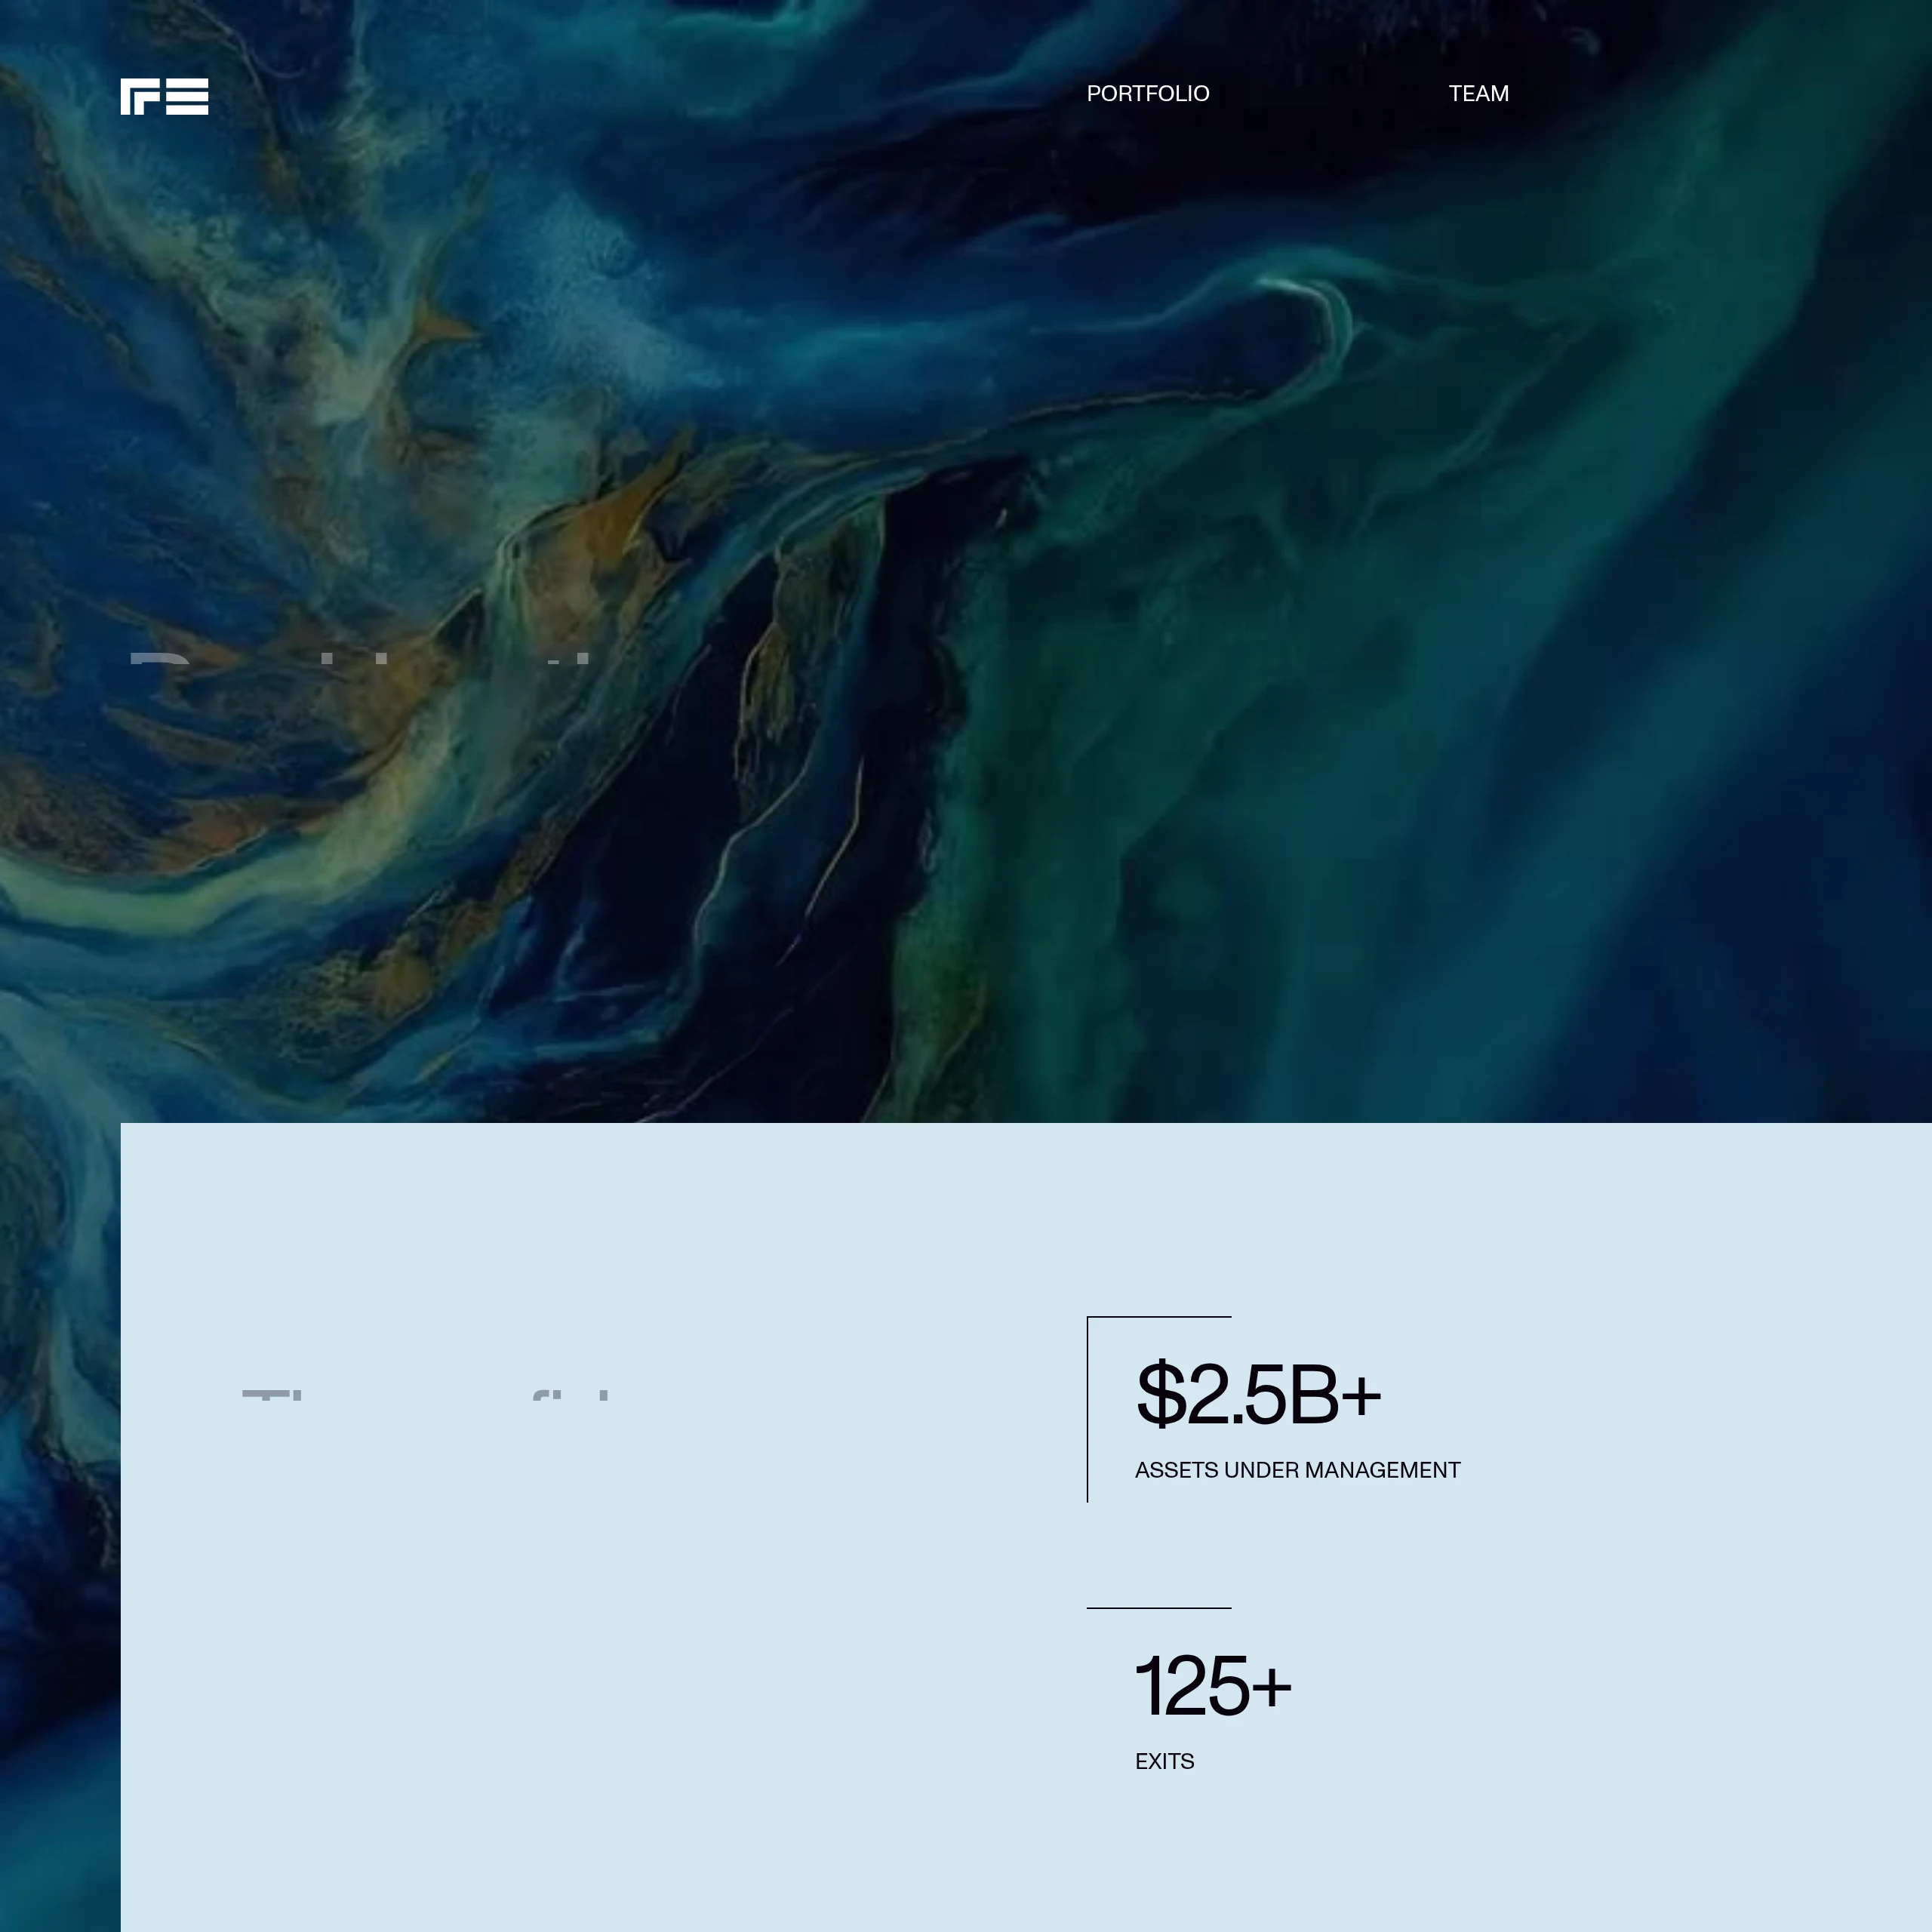 PORTFOLIO
TEAM
$2.5B+
ASSETS UNDER MANAGEMENT
125+
EXITS